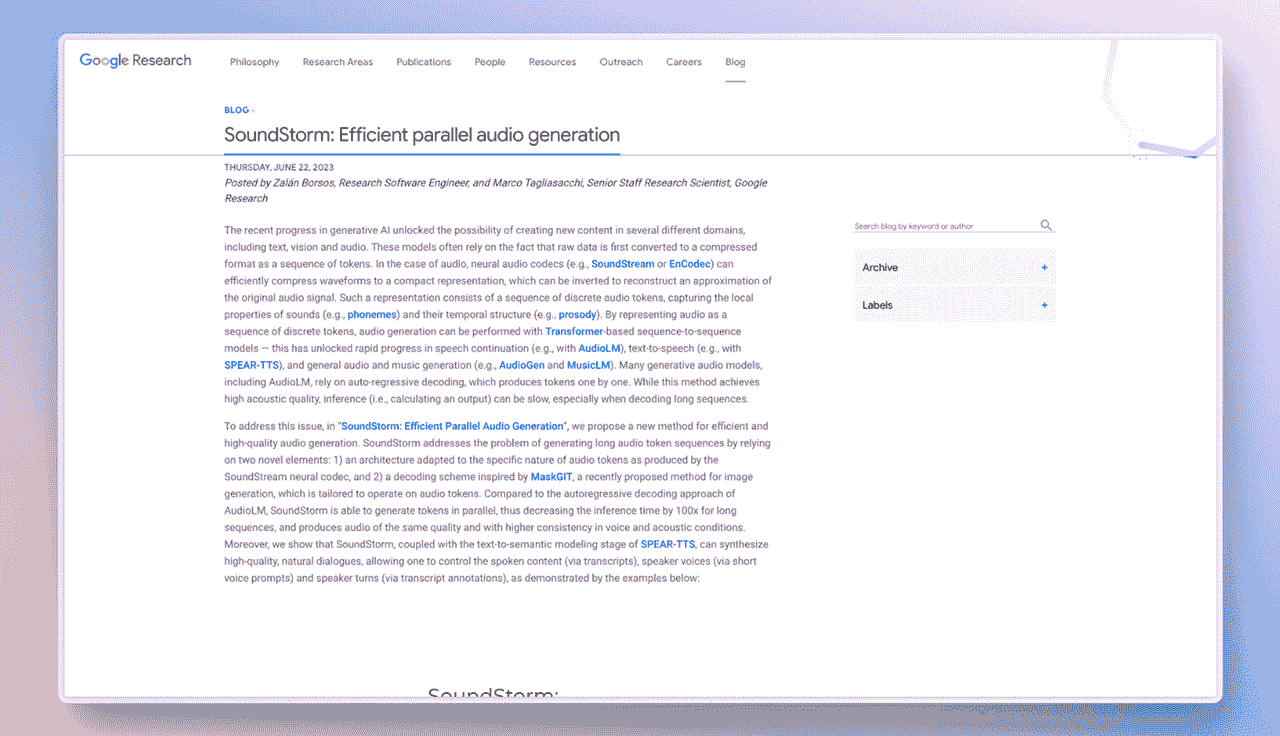 Google Research
Philosophy Research Areas Publications People Resources Outreach Careers Blog
BLOG ›
SoundStorm: Efficient parallel audio generation
THURSDAY, JUNE 22, 2023
Posted by Zalán Borsos, Research Software Engineer, and Marco Tagliasacchi, Senior Staff Research Scientist, Google
Research
Search blog by keyword or author
Archive +
Labels +
The recent progress in generative AI unlocked the possibility of creating new content in several different domains,
including text, vision and audio. These models often rely on the fact that raw data is first converted to a compressed
format as a sequence of tokens. In the case of audio, neural audio codecs (e.g., SoundStream or EnCodec) can
efficiently compress waveforms to a compact representation, which can be inverted to reconstruct an approximation of
the original audio signal. Such a representation consists of a sequence of discrete audio tokens, capturing the local
properties of sounds (e.g., phonemes) and their temporal structure (e.g., prosody). By representing audio as a
sequence of discrete tokens, audio generation can be performed with Transformer-based sequence-to-sequence
models — this has unlocked rapid progress in speech continuation (e.g., with AudioLM), text-to-speech (e.g., with
SPEAR-TTS), and general audio and music generation (e.g., AudioGen and MusicLM). Many generative audio models,
including AudioLM, rely on auto-regressive decoding, which produces tokens one by one. While this method achieves
high acoustic quality, inference (i.e., calculating an output) can be slow, especially when decoding long sequences.
To address this issue, in “SoundStorm: Efficient Parallel Audio Generation”, we propose a new method for efficient and
high-quality audio generation. SoundStorm addresses the problem of generating long audio token sequences by relying
on two novel elements: 1) an architecture adapted to the specific nature of audio tokens as produced by the
SoundStream neural codec, and 2) a decoding scheme inspired by MaskGIT, a recently proposed method for image
generation, which is tailored to operate on audio tokens. Compared to the autoregressive decoding approach of
AudioLM, SoundStorm is able to generate tokens in parallel, thus decreasing the inference time by 100x for long
sequences, and produces audio of the same quality and with higher consistency in voice and acoustic conditions.
Moreover, we show that SoundStorm, coupled with the text-to-semantic modeling stage of SPEAR-TTS, can synthesize
high-quality, natural dialogues, allowing one to control the spoken content (via transcripts), speaker voices (via short
voice prompts) and speaker turns (via transcript annotations), as demonstrated by the examples below:
SoundStorm: